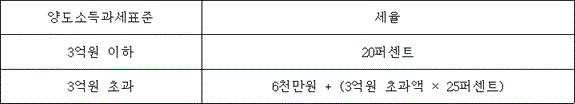 양도소득과세표준 세율
3억원 이하 20퍼센트
3억원 초과 6천만원 + (3억원 초과액 × 25퍼센트)